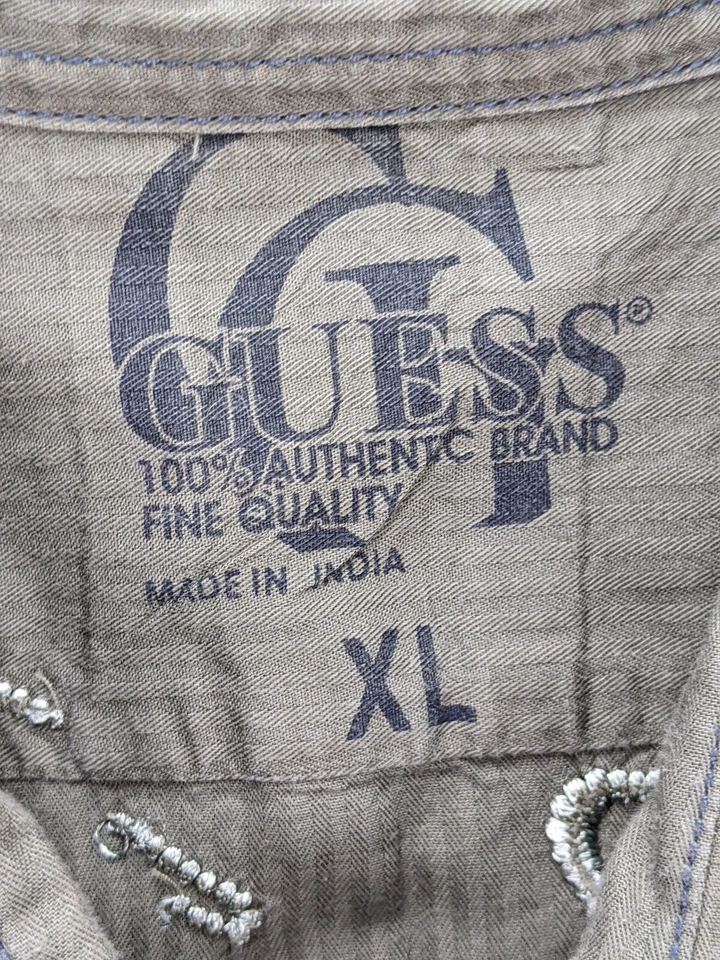 G
GUESS®
100% AUTHENTIC BRAND
FINE QUALITY
MADE IN INDIA
XL